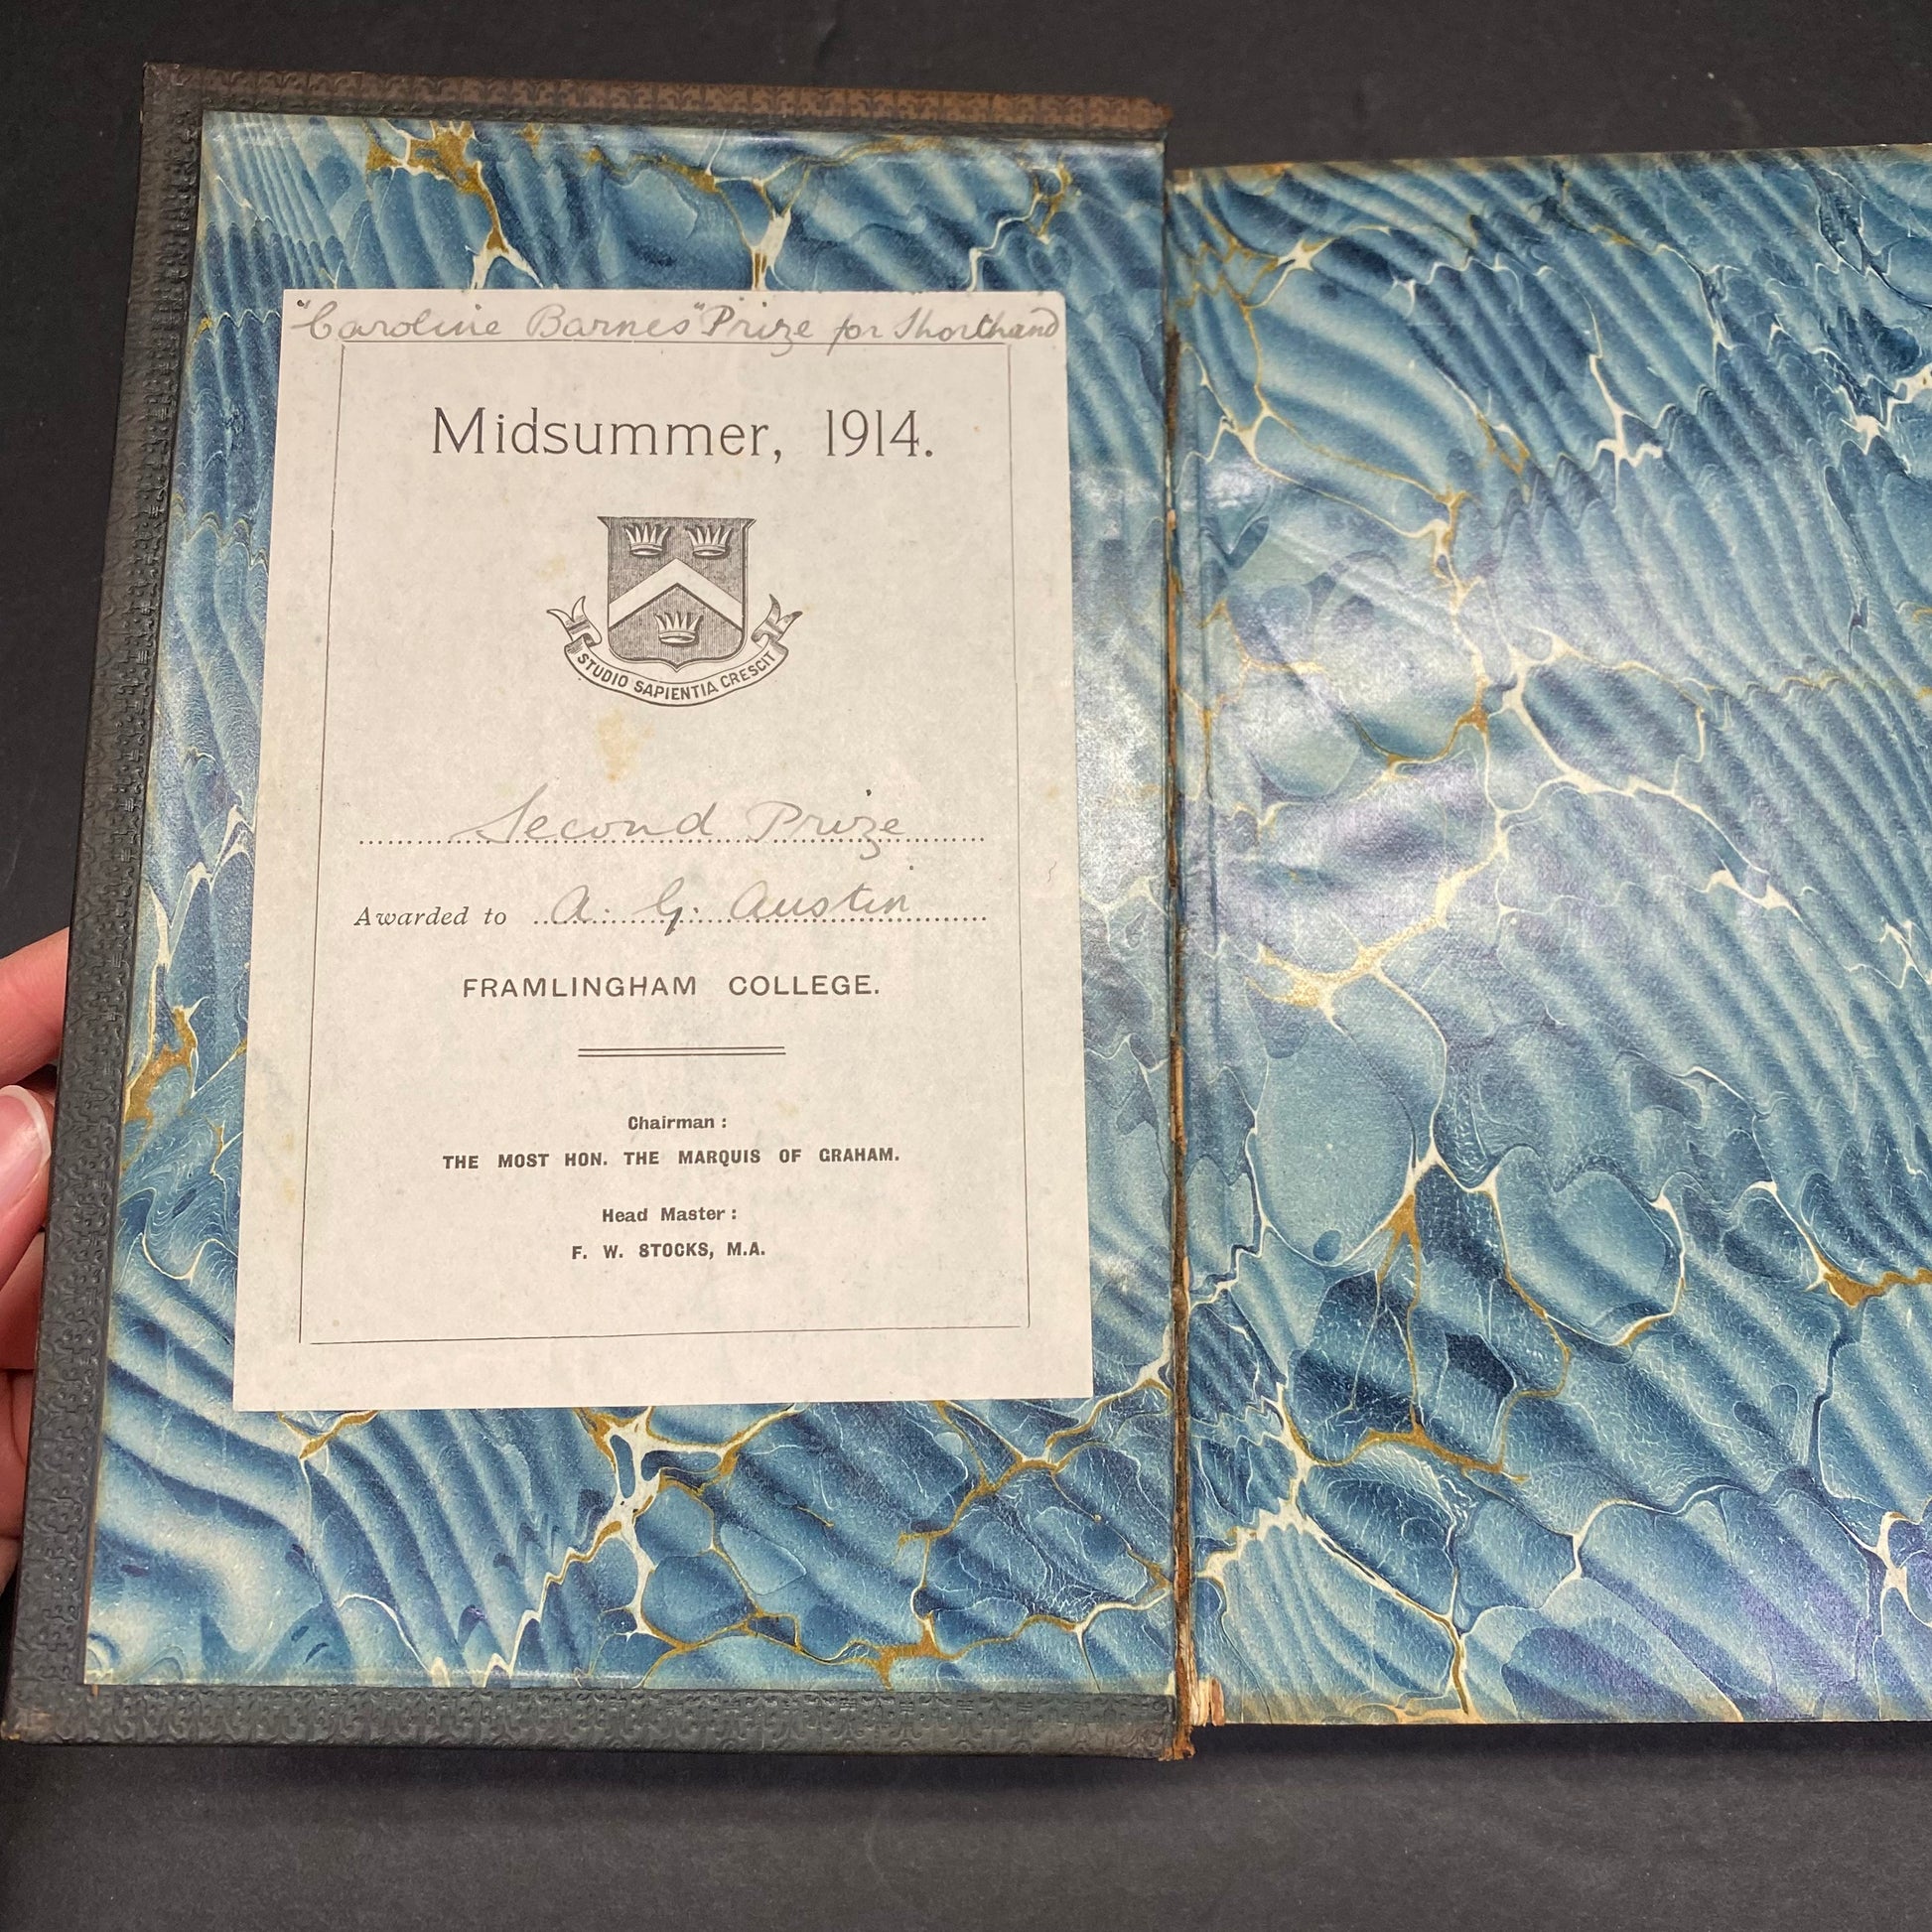 "Caroline Barnes" Prize for Shorthand
Midsummer, 1914.
STUDIO SAPIENTIA CRESCIT
Second Prize
Awarded to A. G. Austin
FRAMLINGHAM COLLEGE.
Chairman :
THE MOST HON. THE MARQUIS OF GRAHAM.
Head Master :
F. W. STOCKS, M.A.